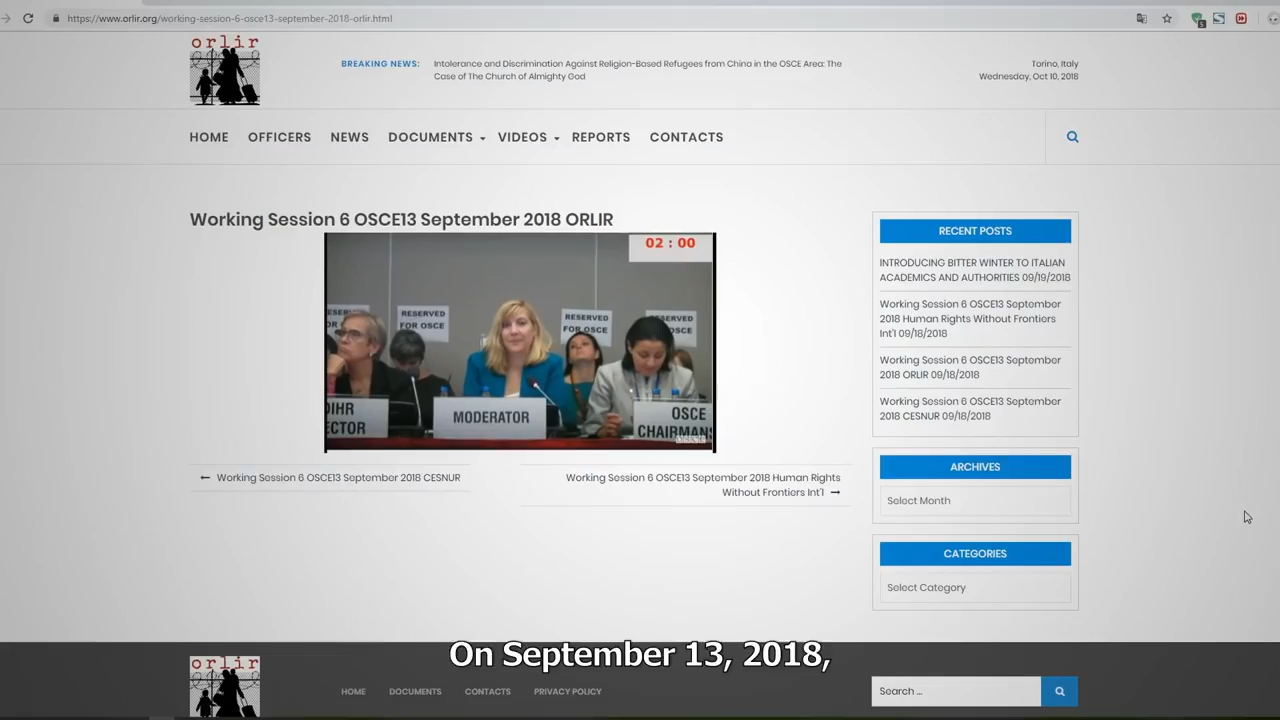 https://www.orlir.org/working-session-6-osce13-september-2018-orlir.html
orlir
BREAKING NEWS:
Intolerance and Discrimination Against Religion-Based Refugees from China in the OSCE Area: The
Case of The Church of Almighty God
Torino, Italy
Wednesday, Oct 10, 2018
HOME
OFFICERS
NEWS
DOCUMENTS
VIDEOS
REPORTS
CONTACTS
Working Session 6 OSCE13 September 2018 ORLIR
02 : 00
RESERVED
FOR OSCE
RESERVED
FOR OSCE
RESERVED
DIHR
ECTOR
MODERATOR
OSCE
CHAIRMANS
← Working Session 6 OSCE13 September 2018 CESNUR
Working Session 6 OSCE13 September 2018 Human Rights
Without Frontiers Int'l →
RECENT POSTS
INTRODUCING BITTER WINTER TO ITALIAN
ACADEMICS AND AUTHORITIES 09/19/2018
Working Session 6 OSCE13 September
2018 Human Rights Without Frontiers
Int'l 09/18/2018
Working Session 6 OSCE13 September
2018 ORLIR 09/18/2018
Working Session 6 OSCE13 September
2018 CESNUR 09/18/2018
ARCHIVES
Select Month
CATEGORIES
Select Category
On September 13, 2018,
orlir
HOME
DOCUMENTS
CONTACTS
PRIVACY POLICY
Search ...